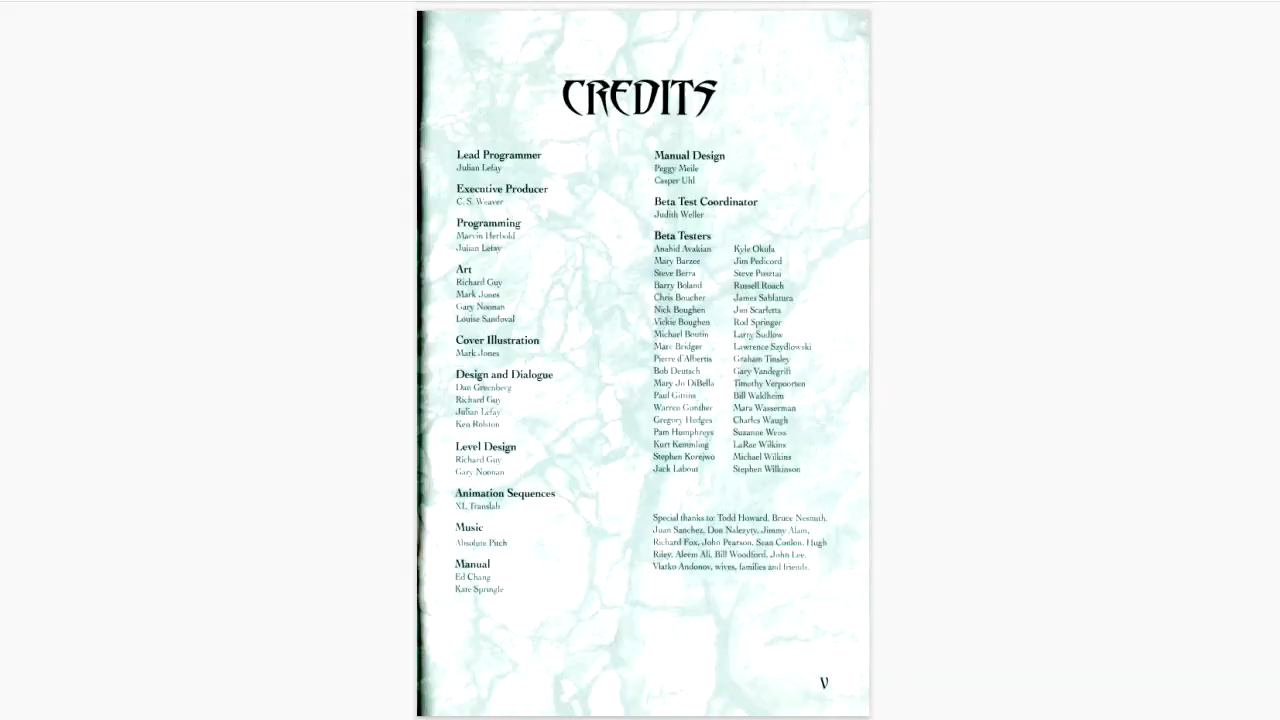 CREDITS
Lead Programmer
Julian Lefay
Executive Producer
C. S. Weaver
Programming
Marvin Herbold
Julian Lefay
Art
Richard Guy
Mark Jones
Gary Noonan
Louise Sandoval
Cover Illustration
Mark Jones
Design and Dialogue
Dan Greenberg
Richard Guy
Julian Lefay
Ken Rolston
Level Design
Richard Guy
Gary Noonan
Animation Sequences
XL Translab
Music
Absolute Pitch
Manual
Ed Chang
Kate Springle
Manual Design
Peggy Meile
Casper Uhl
Beta Test Coordinator
Judith Weller
Beta Testers
Anahid Avakian
Mary Barzee
Steve Berra
Barry Boland
Chris Boucher
Nick Boughen
Vickie Boughen
Michael Boutin
Marc Bridger
Pierre d'Albertis
Bob Deutsch
Mary Jo DiBella
Paul
Warren Gunther
Gregory Hodges
Pam Humphreys
Kurt Kemmling
Stephen Korejwo
Jack Labout
Kyle Okula
Jim Pedicord
Steve Pusztai
Russell Roach
James Sablatura
Jim Scarletta
Rod Springer
Larry Sudlow
Lawrence Szydlowski
Graham Tinsley
Gary Vandegrift
Timothy Verpoorten
Bill Waldheim
Mara Wasserman
Charles Waugh
Suzanne Weiss
LaRae Wilkins
Michael Wilkins
Stephen Wilkinson
Special thanks to: Todd Howard, Bruce Nesmith,
Juan Sanchez, Don Nalezyty, Jimmy Alam,
Richard Fox, John Pearson, Sean Conlon, Hugh
Riley, Aleem Ali, Bill Woodford, John Lee,
Vlatko Andonov, wives, families and friends.
V